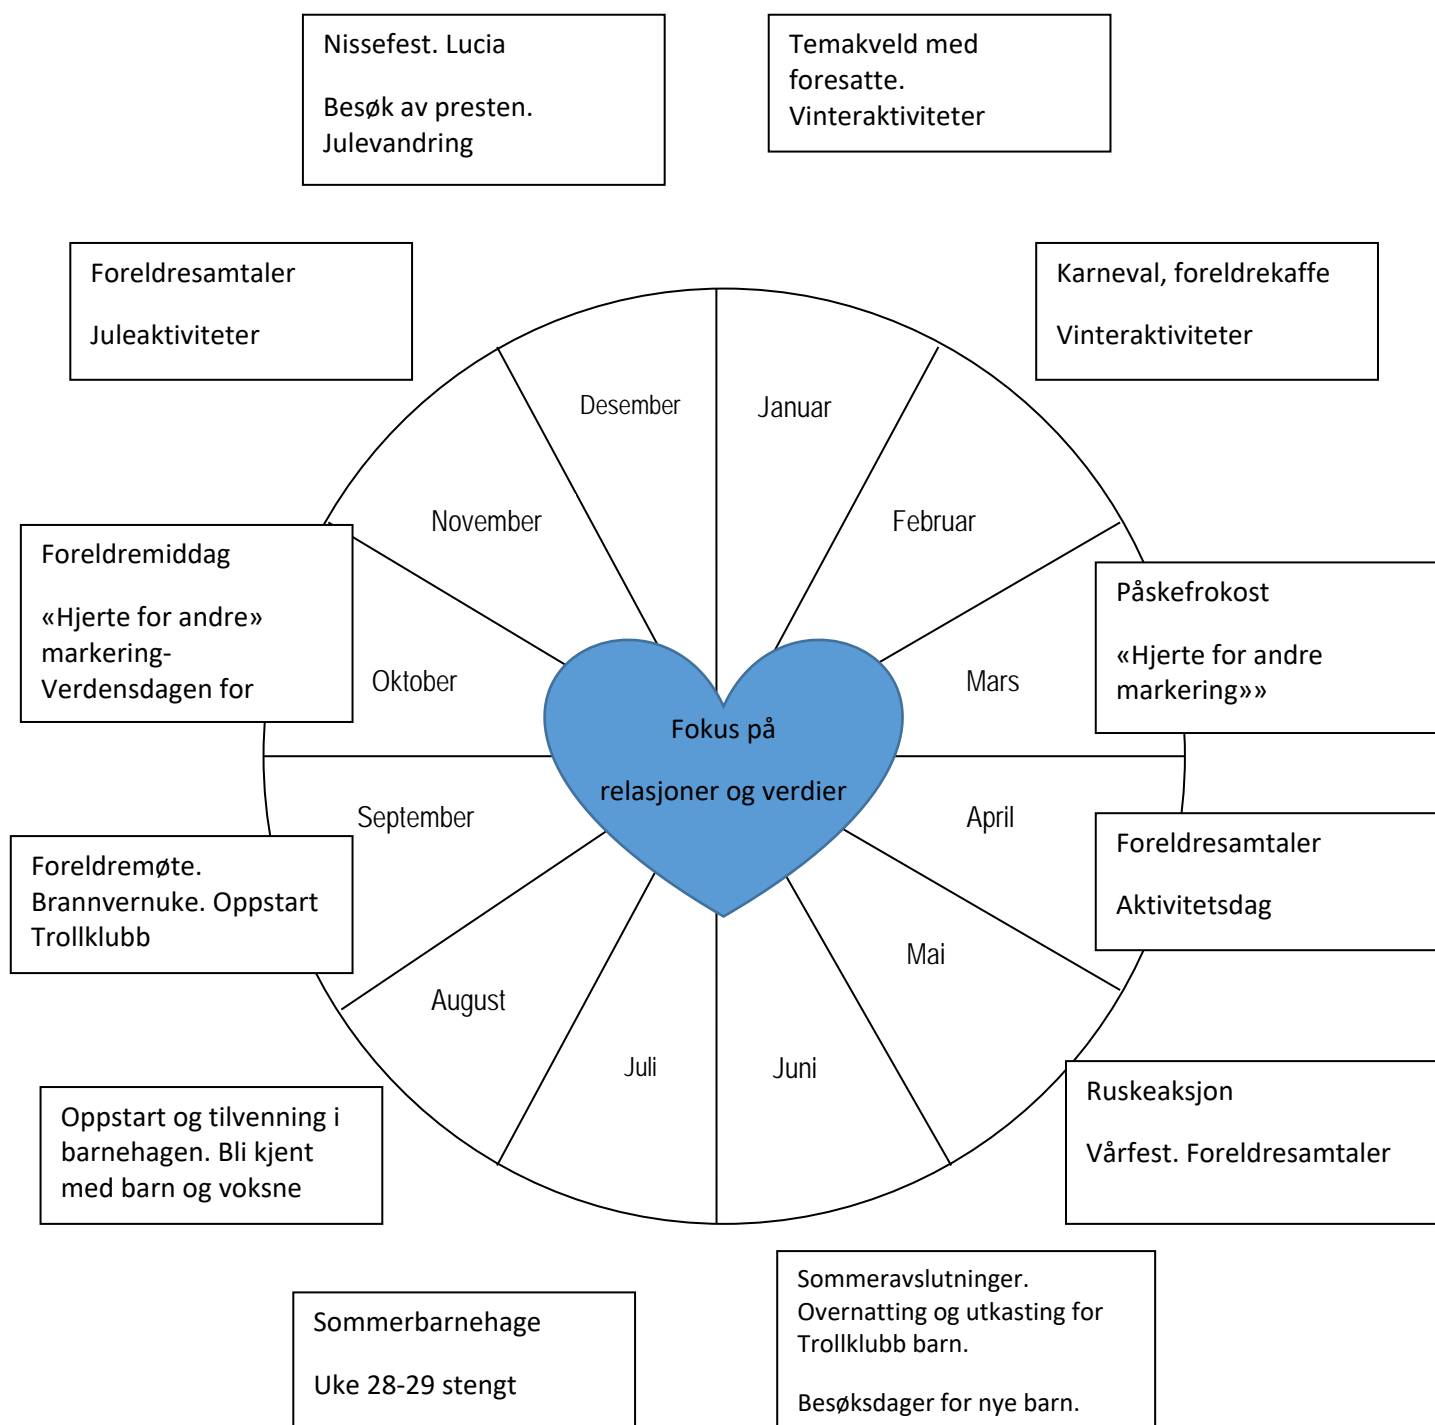 Nissefest. Lucia
Besøk av presten.
Julevandring
Temakveld med
foresatte.
Vinteraktiviteter
Foreldresamtaler
Juleaktiviteter
Karneval, foreldrekaffe
Vinteraktiviteter
Desember
Januar
November
Februar
Foreldremiddag
«Hjerte for andre»
markering-
Verdensdagen for
Påskefrokost
«Hjerte for andre
markering»»
Oktober
Mars
Fokus på
relasjoner og verdier
September
April
Foreldremøte.
Brannvernuke. Oppstart
Trollklubb
Foreldresamtaler
Aktivitetsdag
Mai
August
Juli
Juni
Oppstart og tilvenning i
barnehagen. Bli kjent
med barn og voksne
Ruskeaksjon
Vårfest. Foreldresamtaler
Sommerbarnehage
Uke 28-29 stengt
Sommeravslutninger.
Overnatting og utkasting for
Trollklubb barn.
Besøksdager for nye barn.